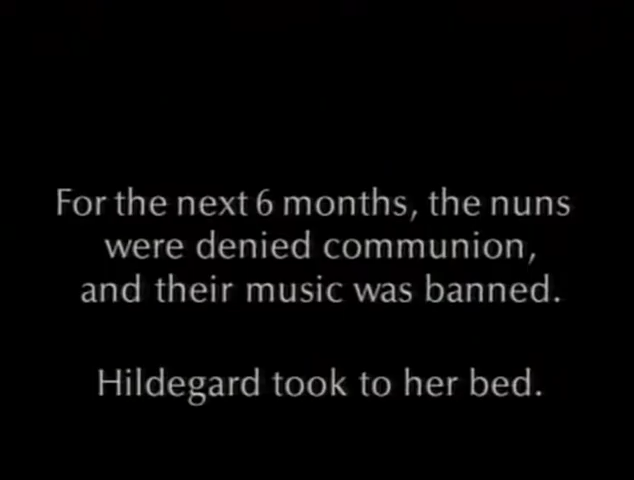 For the next 6 months, the nuns
were denied communion,
and their music was banned.
Hildegard took to her bed.